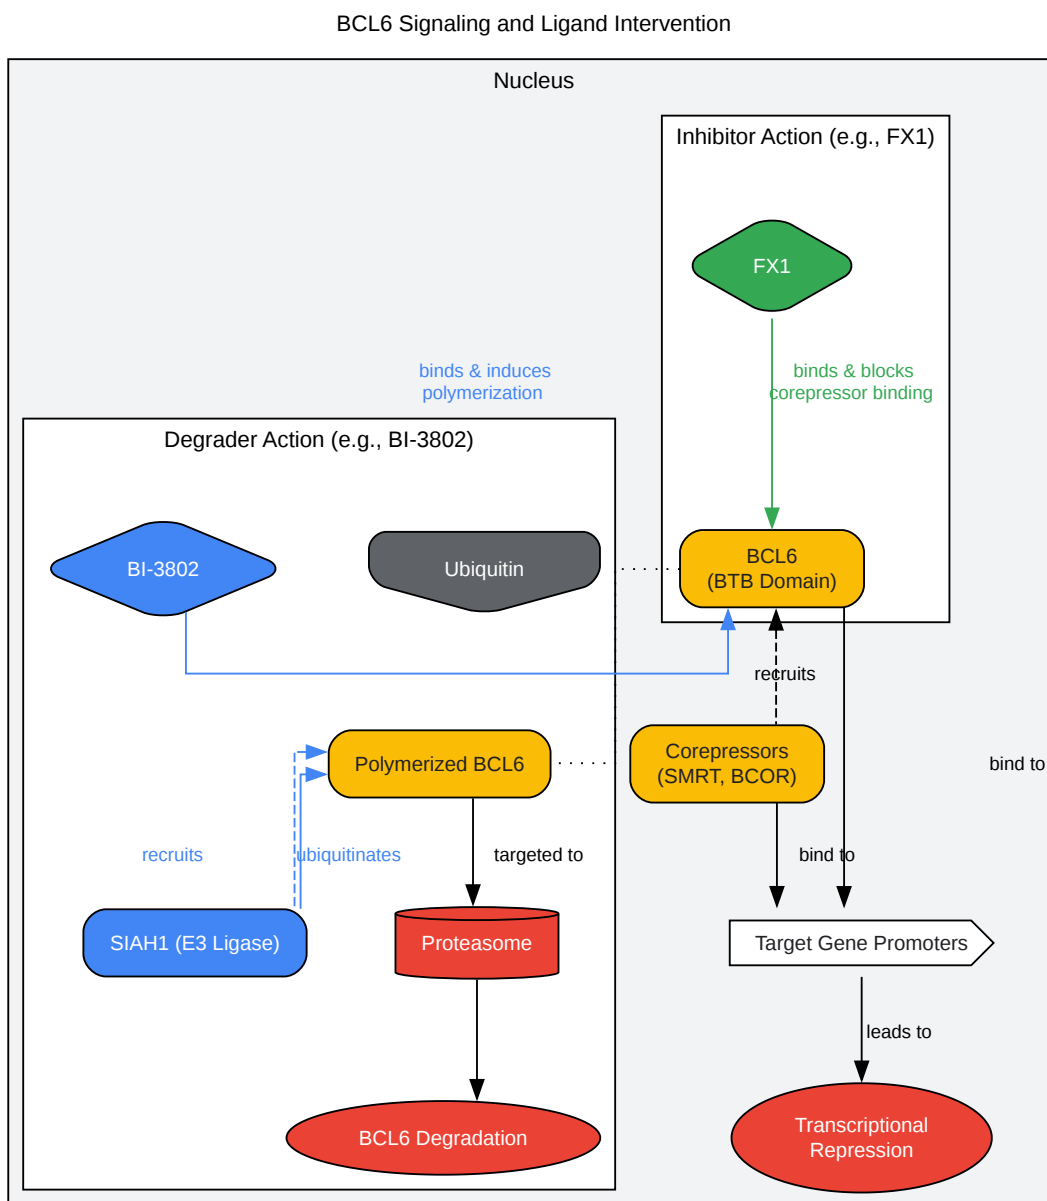 BCL6 Signaling and Ligand Intervention
Nucleus
Inhibitor Action (e.g., FX1)
FX1
binds & induces
polymerization
binds & blocks
corepressor binding
Degrader Action (e.g., BI-3802)
BI-3802
Ubiquitin
BCL6
(BTB Domain)
recruits
Polymerized BCL6
Corepressors
(SMRT, BCOR)
bind to
recruits
ubiquitinates
targeted to
bind to
SIAH1 (E3 Ligase)
Proteasome
Target Gene Promoters
leads to
BCL6 Degradation
Transcriptional
Repression